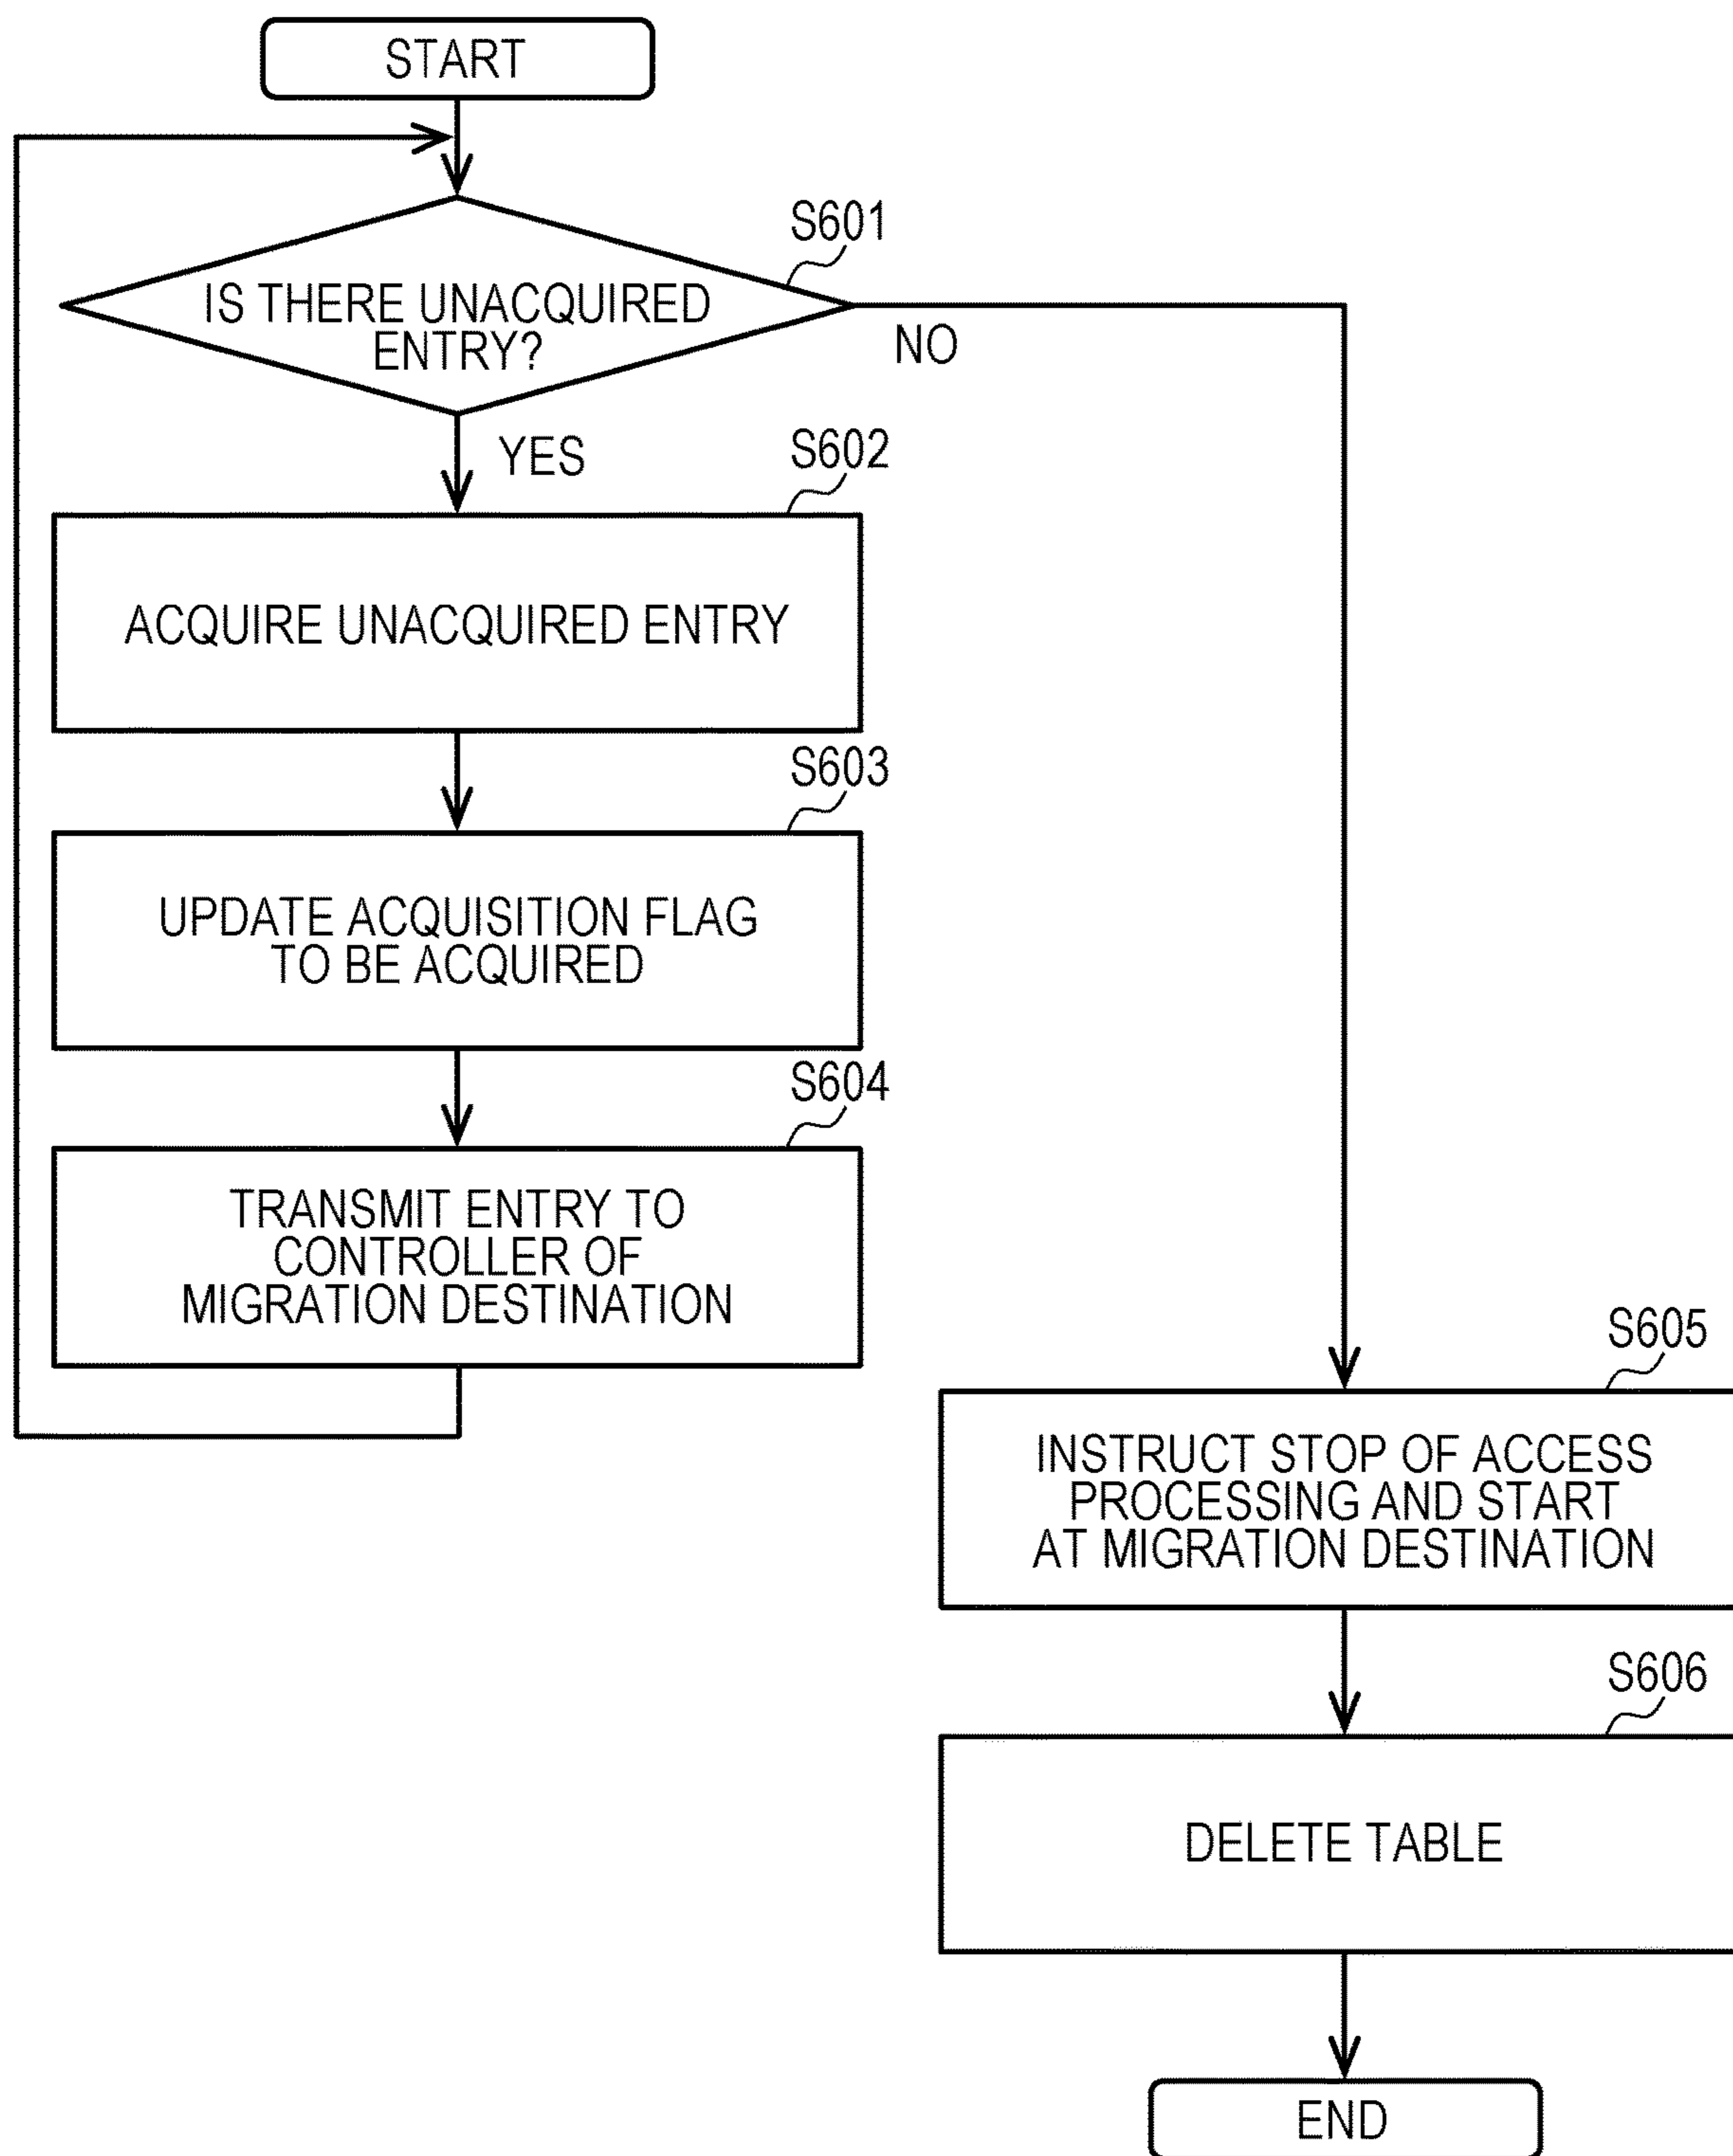 START
S601
IS THERE UNACQUIRED
ENTRY?
NO
YES
S602
ACQUIRE UNACQUIRED ENTRY
S603
UPDATE ACQUISITION FLAG
TO BE ACQUIRED
S604
TRANSMIT ENTRY TO
CONTROLLER OF
MIGRATION DESTINATION
S605
INSTRUCT STOP OF ACCESS
PROCESSING AND START
AT MIGRATION DESTINATION
S606
DELETE TABLE
END